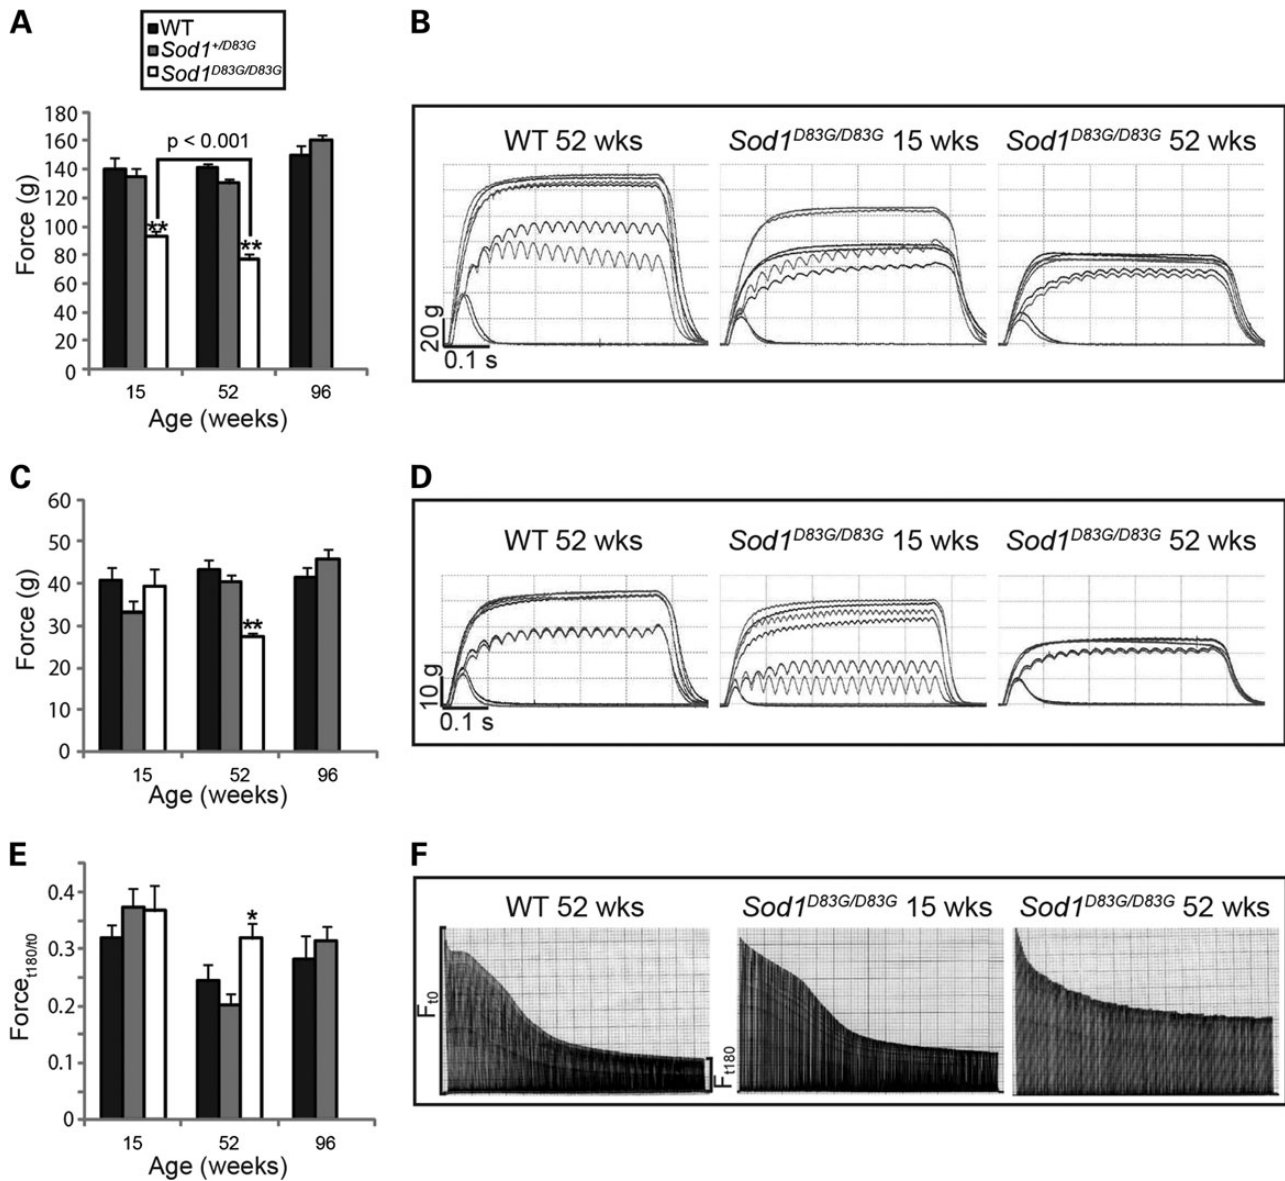 A
WT
Sod1+/D83G
Sod1D83G/D83G
Force (g)
180
160
140
120
100
80
60
40
20
0
p < 0.001
**
**
15 52 96
Age (weeks)
B
WT 52 wks Sod1D83G/D83G 15 wks Sod1D83G/D83G 52 wks
20 g
0.1 s
C
Force (g)
60
50
40
30
20
10
0
**
15 52 96
Age (weeks)
D
WT 52 wks Sod1D83G/D83G 15 wks Sod1D83G/D83G 52 wks
10 g
0.1 s
E
Forcet180/t0
0.4
0.3
0.2
0.1
0
*
15 52 96
Age (weeks)
F
WT 52 wks Sod1D83G/D83G 15 wks Sod1D83G/D83G 52 wks
Ft0
Ft180